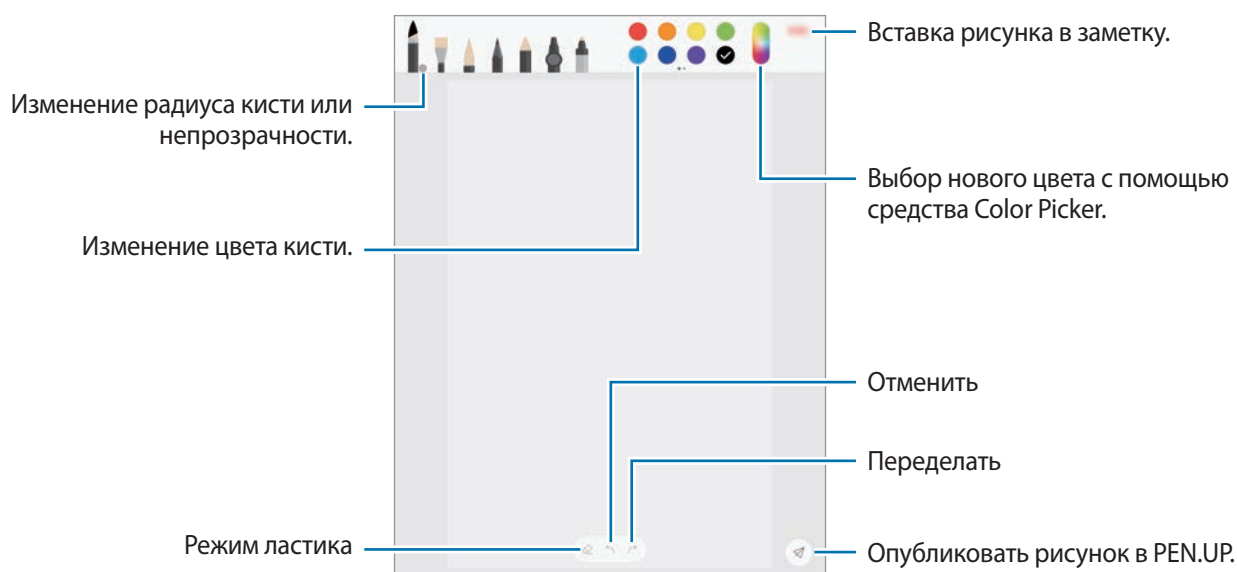 Вставка рисунка в заметку.
Изменение радиуса кисти или
непрозрачности.
Выбор нового цвета с помощью
средства Color Picker.
Изменение цвета кисти.
Отменить
Переделать
Режим ластика
Опубликовать рисунок в PEN.UP.